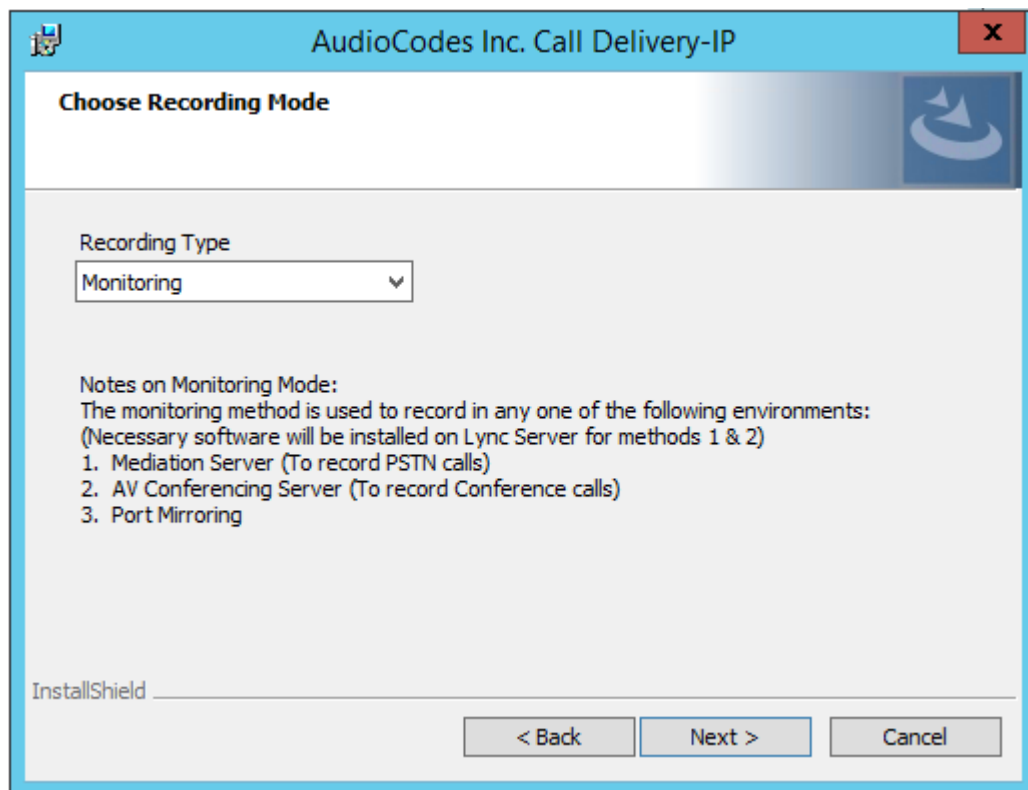 AudioCodes Inc. Call Delivery-IP
x
Choose Recording Mode
Recording Type
Monitoring
Notes on Monitoring Mode:
The monitoring method is used to record in any one of the following environments:
(Necessary software will be installed on Lync Server for methods 1 & 2)
1. Mediation Server (To record PSTN calls)
2. AV Conferencing Server (To record Conference calls)
3. Port Mirroring
InstallShield
< Back Next > Cancel